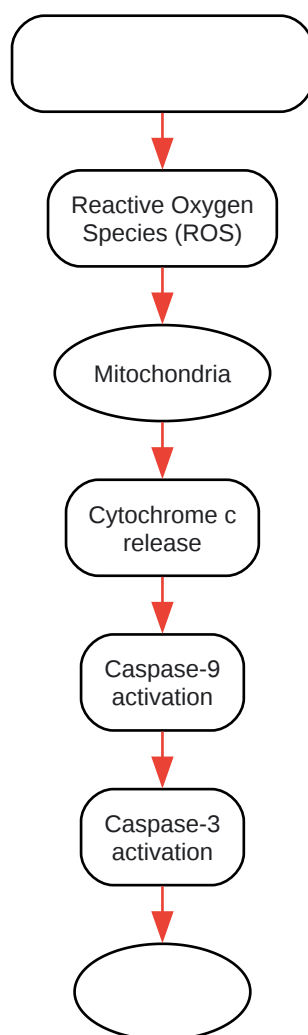 Reactive Oxygen
Species (ROS)
Mitochondria
Cytochrome c
release
Caspase-9
activation
Caspase-3
activation